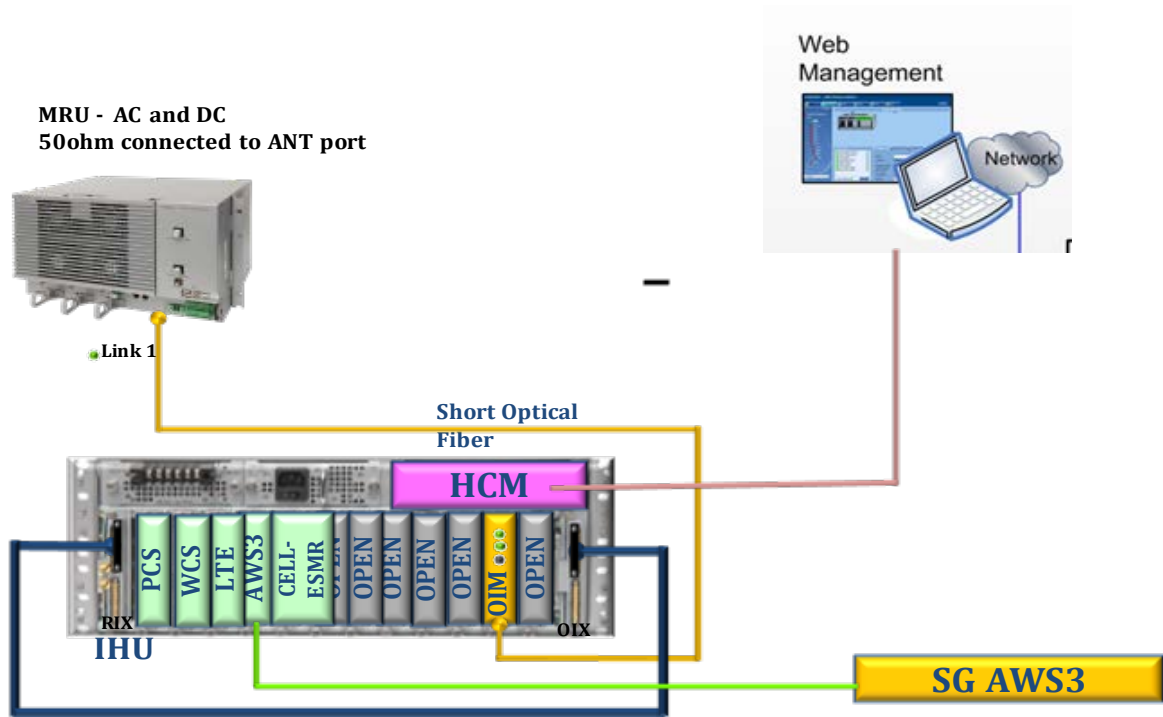 Web
Management
Network
MRU - AC and DC
50ohm connected to ANT port
Link 1
Short Optical
Fiber
HCM
PCS
WCS
LTE
AWS3
CELL-
ESMR
OPEN
OPEN
OPEN
OPEN
OPEN
OIM
OPEN
RIX
OIX
IHU
SG AWS3